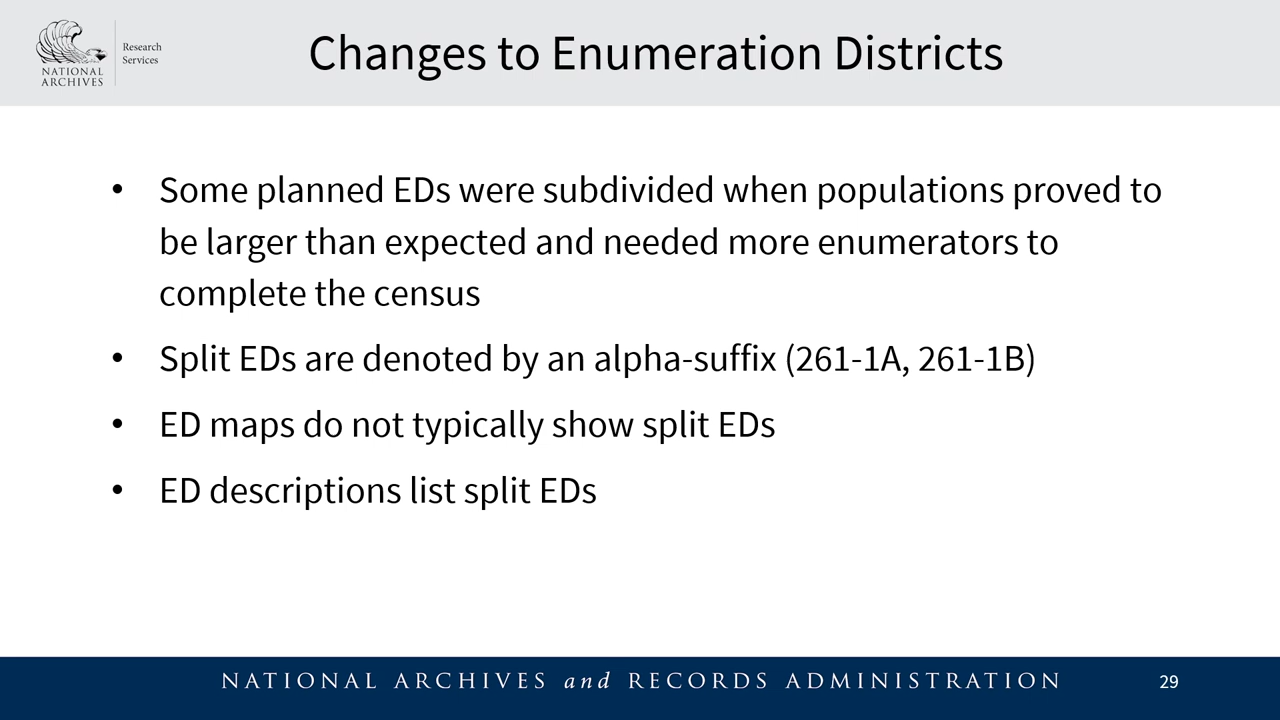 NATIONAL
ARCHIVES
Research
Services
Changes to Enumeration Districts
• Some planned EDs were subdivided when populations proved to
be larger than expected and needed more enumerators to
complete the census
• Split EDs are denoted by an alpha-suffix (261-1A, 261-1B)
• ED maps do not typically show split EDs
• ED descriptions list split EDs
NATIONAL ARCHIVES and RECORDS ADMINISTRATION
29